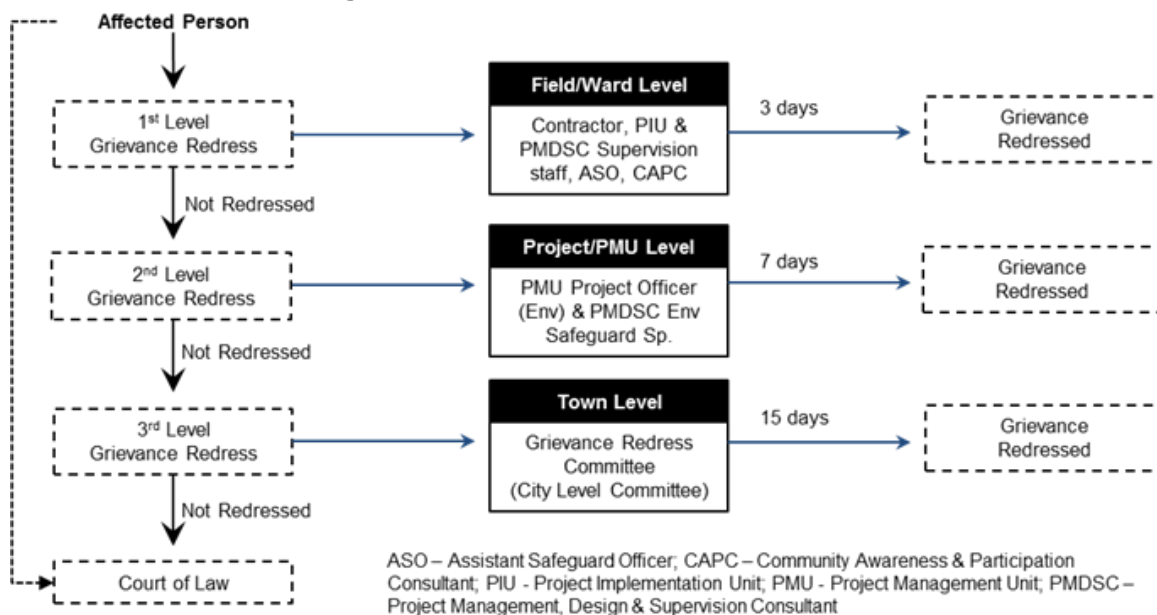 Affected Person
1st Level
Grievance Redress
Field/Ward Level
Contractor, PIU &
PMDSC Supervision
staff, ASO, CAPC
3 days
Grievance
Redressed
Not Redressed
2nd Level
Grievance Redress
Project/PMU Level
PMU Project Officer
(Env) & PMDSC Env
Safeguard Sp.
7 days
Grievance
Redressed
Not Redressed
3rd Level
Grievance Redress
Town Level
Grievance Redress
Committee
(City Level Committee)
15 days
Grievance
Redressed
Not Redressed
Court of Law
ASO – Assistant Safeguard Officer; CAPC – Community Awareness & Participation
Consultant; PIU - Project Implementation Unit; PMU - Project Management Unit; PMDSC –
Project Management, Design & Supervision Consultant